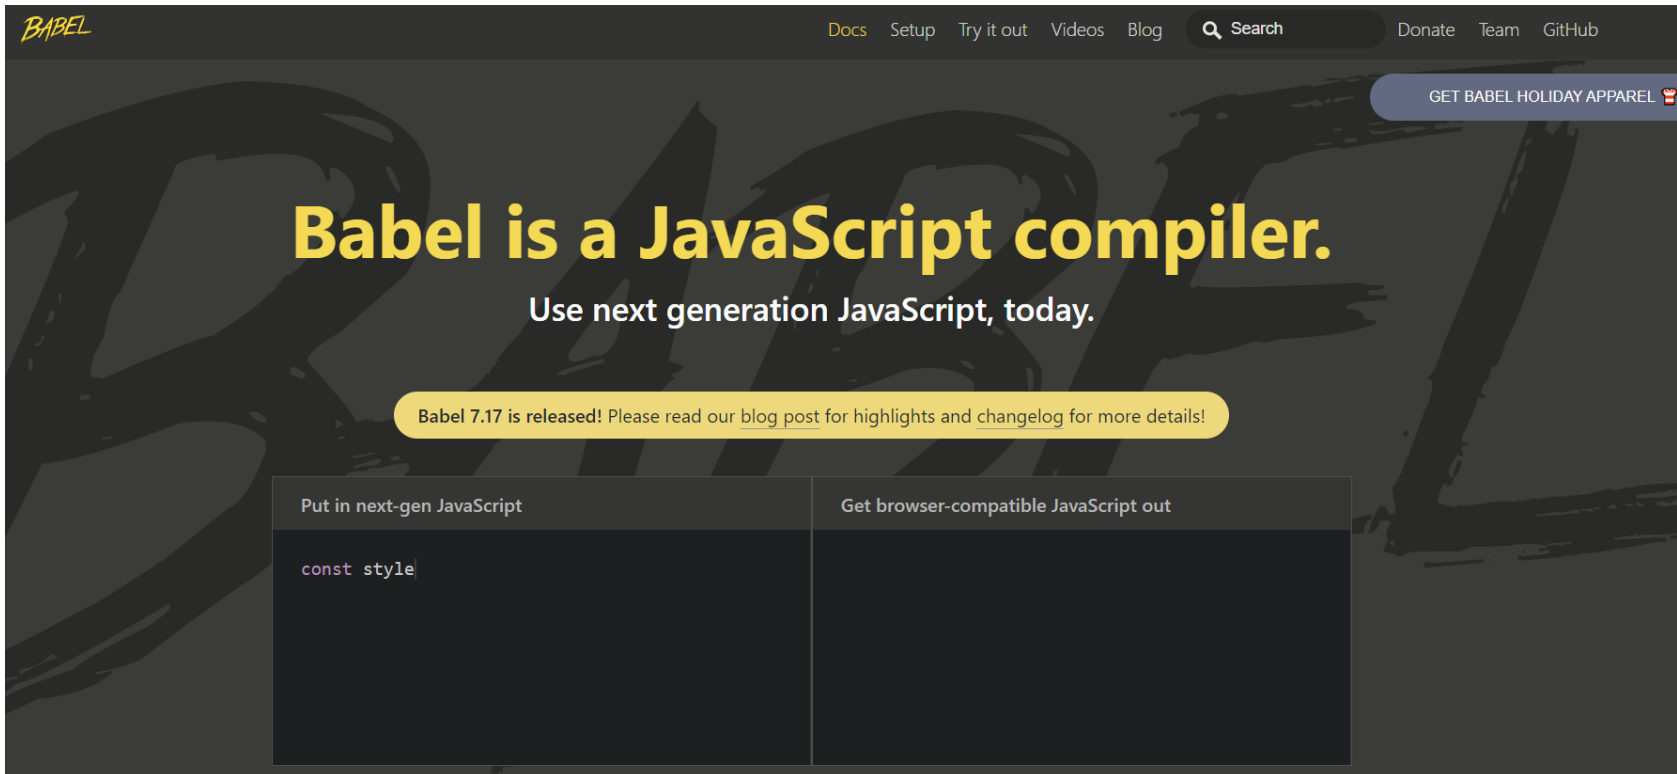 BABEL
Docs Setup Try it out Videos Blog Search Donate Team GitHub
GET BABEL HOLIDAY APPAREL
BABEL
Babel is a JavaScript compiler.
Use next generation JavaScript, today.
Babel 7.17 is released! Please read our blog post for highlights and changelog for more details!
Put in next-gen JavaScript
Get browser-compatible JavaScript out
const style